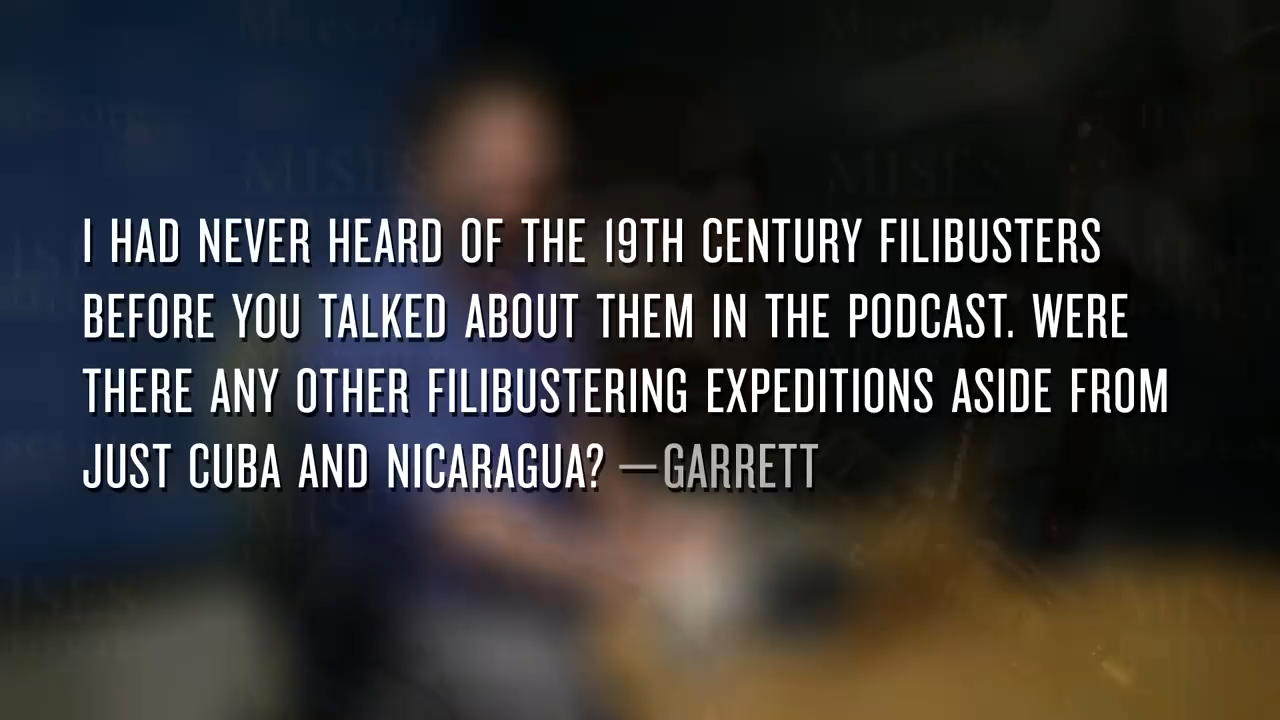 I HAD NEVER HEARD OF THE 19TH CENTURY FILIBUSTERS
BEFORE YOU TALKED ABOUT THEM IN THE PODCAST. WERE
THERE ANY OTHER FILIBUSTERING EXPEDITIONS ASIDE FROM
JUST CUBA AND NICARAGUA? —GARRETT